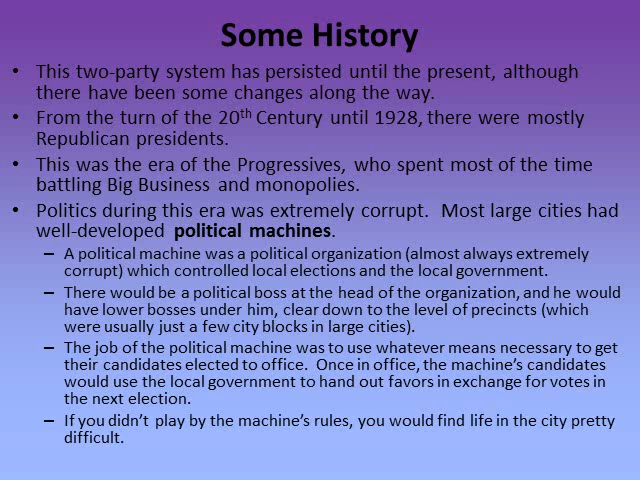 Some History
• This two-party system has persisted until the present, although
there have been some changes along the way.
• From the turn of the 20th Century until 1928, there were mostly
Republican presidents.
• This was the era of the Progressives, who spent most of the time
battling Big Business and monopolies.
• Politics during this era was extremely corrupt.  Most large cities had
well-developed political machines.
– A political machine was a political organization (almost always extremely
corrupt) which controlled local elections and the local government.
– There would be a political boss at the head of the organization, and he would
have lower bosses under him, clear down to the level of precincts (which
were usually just a few city blocks in large cities).
– The job of the political machine was to use whatever means necessary to get
their candidates elected to office.  Once in office, the machine’s candidates
would use the local government to hand out favors in exchange for votes in
the next election.
– If you didn’t play by the machine’s rules, you would find life in the city pretty
difficult.